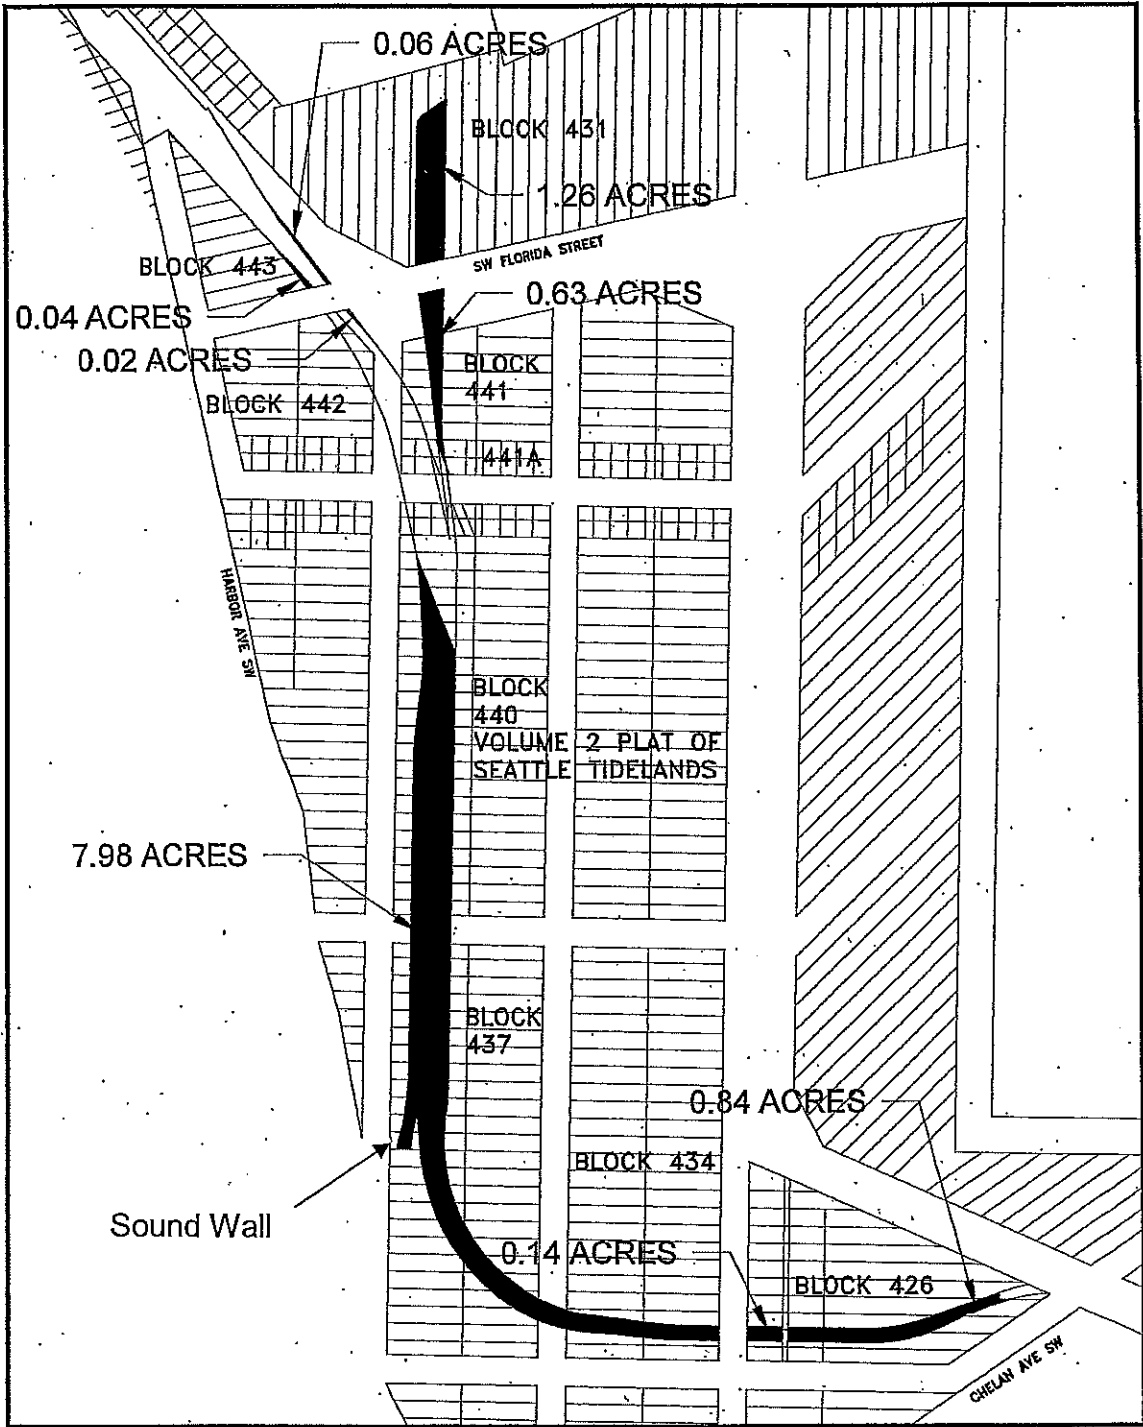 0.06 ACRES
BLOCK 431
1.26 ACRES
SW FLORIDA STREET
BLOCK 443
0.63 ACRES
0.04 ACRES
0.02 ACRES
BLOCK
441
BLOCK 442
441A
HARBOR AVE SW
BLOCK
440
VOLUME 2 PLAT OF
SEATTLE TIDELANDS
7.98 ACRES
BLOCK
437
0.84 ACRES
BLOCK 434
Sound Wall
0.14 ACRES
BLOCK 426
CHELAN AVE SW